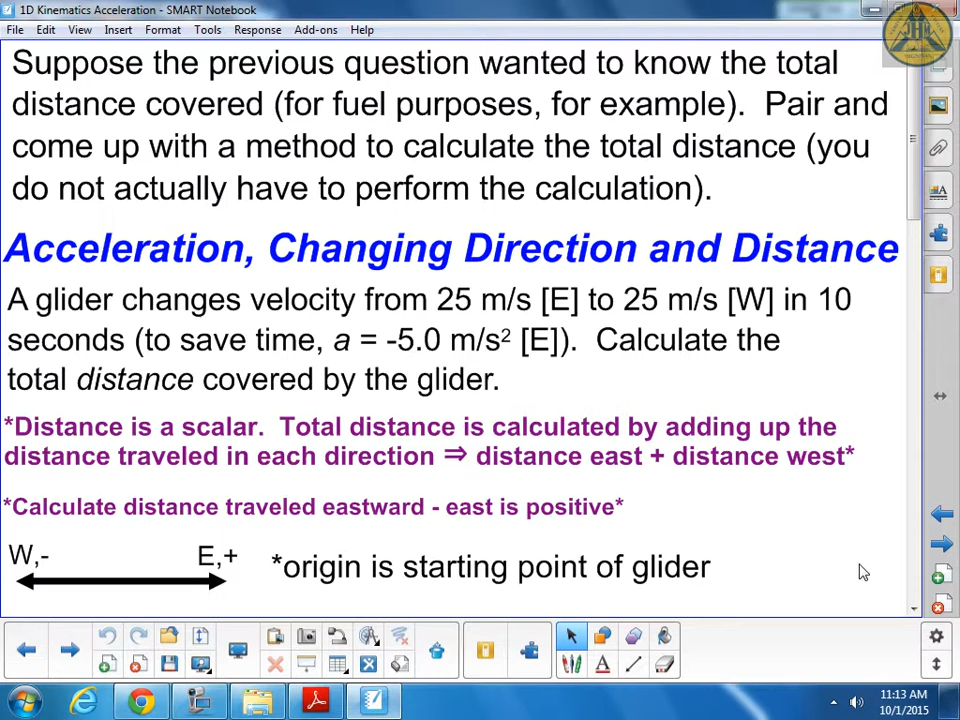 1D Kinematics Acceleration - SMART Notebook
File Edit View Insert Format Tools Response Add-ons Help
Suppose the previous question wanted to know the total
distance covered (for fuel purposes, for example). Pair and
come up with a method to calculate the total distance (you
do not actually have to perform the calculation).
Acceleration, Changing Direction and Distance
A glider changes velocity from 25 m/s [E] to 25 m/s [W] in 10
seconds (to save time, a = -5.0 m/s² [E]). Calculate the
total distance covered by the glider.
*Distance is a scalar. Total distance is calculated by adding up the
distance traveled in each direction ⇒ distance east + distance west*
*Calculate distance traveled eastward - east is positive*
W,- E,+ *origin is starting point of glider
11:13 AM
10/1/2015